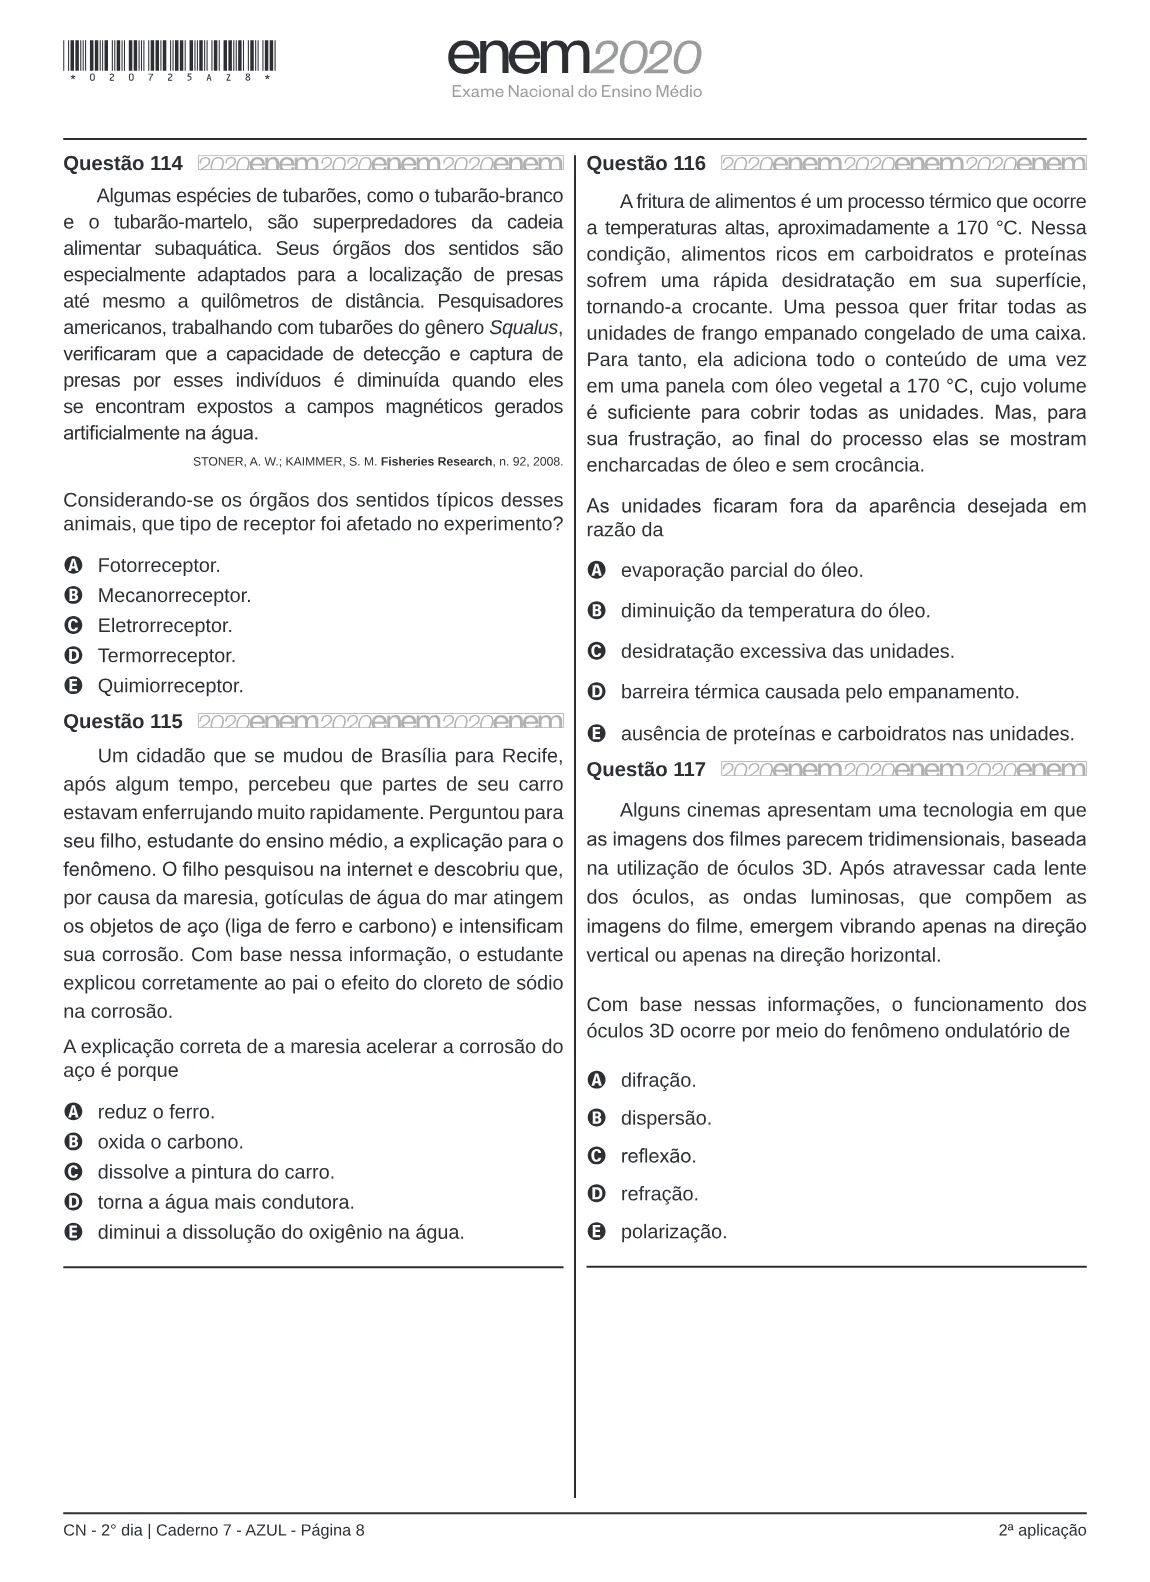 *020725AZ8*
enem2020
Exame Nacional do Ensino Médio
Questão 114 2020enem2020enem2020enem
Algumas espécies de tubarões, como o tubarão-branco
e o tubarão-martelo, são superpredadores da cadeia
alimentar subaquática. Seus órgãos dos sentidos são
especialmente adaptados para a localização de presas
até mesmo a quilômetros de distância. Pesquisadores
americanos, trabalhando com tubarões do gênero Squalus,
verificaram que a capacidade de detecção e captura de
presas por esses indivíduos é diminuída quando eles
se encontram expostos a campos magnéticos gerados
artificialmente na água.
STONER, A. W.; KAIMMER, S. M. Fisheries Research, n. 92, 2008.
Considerando-se os órgãos dos sentidos típicos desses
animais, que tipo de receptor foi afetado no experimento?
A Fotorreceptor.
B Mecanorreceptor.
C Eletrorreceptor.
D Termorreceptor.
E Quimiorreceptor.
Questão 115 2020enem2020enem2020enem
Um cidadão que se mudou de Brasília para Recife,
após algum tempo, percebeu que partes de seu carro
estavam enferrujando muito rapidamente. Perguntou para
seu filho, estudante do ensino médio, a explicação para o
fenômeno. O filho pesquisou na internet e descobriu que,
por causa da maresia, gotículas de água do mar atingem
os objetos de aço (liga de ferro e carbono) e intensificam
sua corrosão. Com base nessa informação, o estudante
explicou corretamente ao pai o efeito do cloreto de sódio
na corrosão.
A explicação correta de a maresia acelerar a corrosão do
aço é porque
A reduz o ferro.
B oxida o carbono.
C dissolve a pintura do carro.
D torna a água mais condutora.
E diminui a dissolução do oxigênio na água.
Questão 116 2020enem2020enem2020enem
A fritura de alimentos é um processo térmico que ocorre
a temperaturas altas, aproximadamente a 170 °C. Nessa
condição, alimentos ricos em carboidratos e proteínas
sofrem uma rápida desidratação em sua superfície,
tornando-a crocante. Uma pessoa quer fritar todas as
unidades de frango empanado congelado de uma caixa.
Para tanto, ela adiciona todo o conteúdo de uma vez
em uma panela com óleo vegetal a 170 °C, cujo volume
é suficiente para cobrir todas as unidades. Mas, para
sua frustração, ao final do processo elas se mostram
encharcadas de óleo e sem crocância.
As unidades ficaram fora da aparência desejada em
razão da
A evaporação parcial do óleo.
B diminuição da temperatura do óleo.
C desidratação excessiva das unidades.
D barreira térmica causada pelo empanamento.
E ausência de proteínas e carboidratos nas unidades.
Questão 117 2020enem2020enem2020enem
Alguns cinemas apresentam uma tecnologia em que
as imagens dos filmes parecem tridimensionais, baseada
na utilização de óculos 3D. Após atravessar cada lente
dos óculos, as ondas luminosas, que compõem as
imagens do filme, emergem vibrando apenas na direção
vertical ou apenas na direção horizontal.
Com base nessas informações, o funcionamento dos
óculos 3D ocorre por meio do fenômeno ondulatório de
A difração.
B dispersão.
C reflexão.
D refração.
E polarização.
CN - 2° dia | Caderno 7 - AZUL - Página 8
2ª aplicação